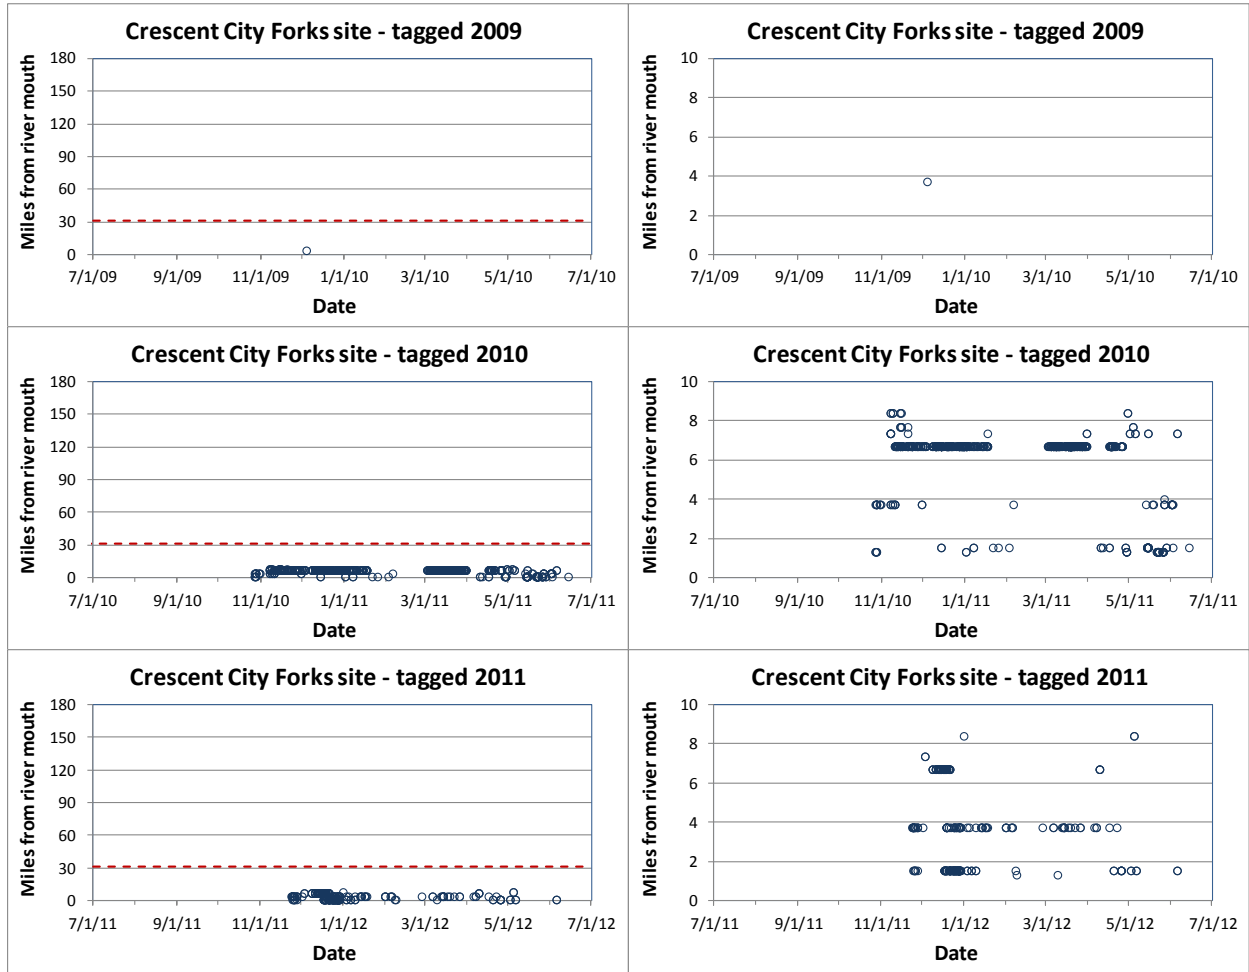 Crescent City Forks site - tagged 2009
Miles from river mouth
180
150
120
90
60
30
0
7/1/09 9/1/09 11/1/09 1/1/10 3/1/10 5/1/10 7/1/10
Date
Crescent City Forks site - tagged 2009
Miles from river mouth
10
8
6
4
2
0
7/1/09 9/1/09 11/1/09 1/1/10 3/1/10 5/1/10 7/1/10
Date
Crescent City Forks site - tagged 2010
Miles from river mouth
180
150
120
90
60
30
0
7/1/10 9/1/10 11/1/10 1/1/11 3/1/11 5/1/11 7/1/11
Date
Crescent City Forks site - tagged 2010
Miles from river mouth
10
8
6
4
2
0
7/1/10 9/1/10 11/1/10 1/1/11 3/1/11 5/1/11 7/1/11
Date
Crescent City Forks site - tagged 2011
Miles from river mouth
180
150
120
90
60
30
0
7/1/11 9/1/11 11/1/11 1/1/12 3/1/12 5/1/12 7/1/12
Date
Crescent City Forks site - tagged 2011
Miles from river mouth
10
8
6
4
2
0
7/1/11 9/1/11 11/1/11 1/1/12 3/1/12 5/1/12 7/1/12
Date